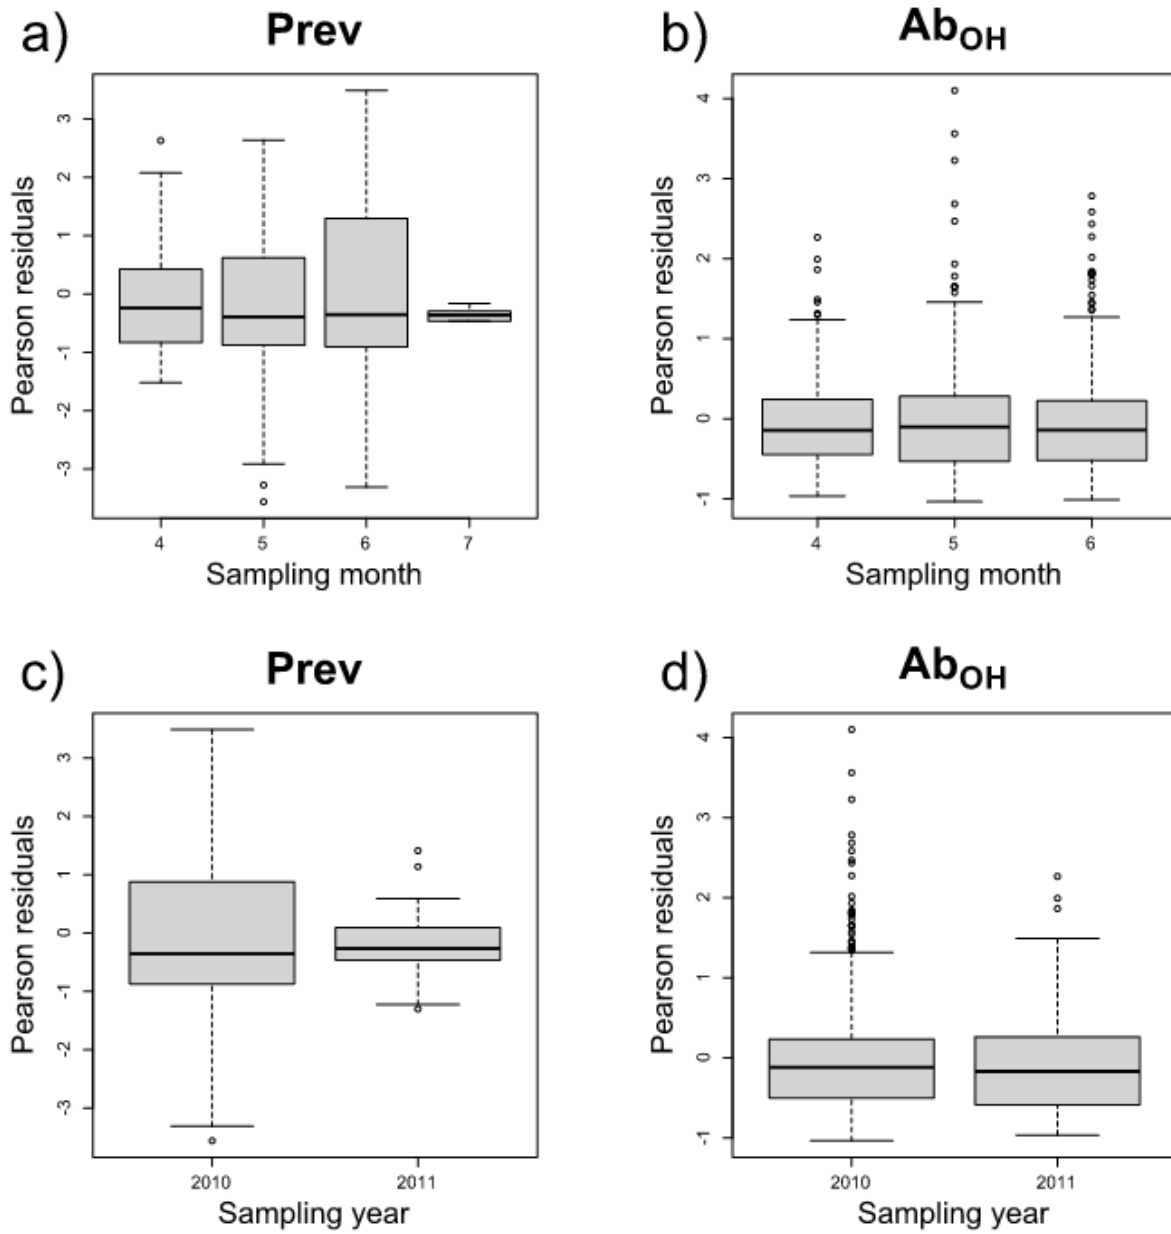 a) Prev
3
2
1
0
-1
-2
-3
Pearson residuals
4 5 6 7
Sampling month
b) AbOH
4
3
2
1
0
-1
Pearson residuals
4 5 6
Sampling month
c) Prev
3
2
1
0
-1
-2
-3
Pearson residuals
2010 2011
Sampling year
d) AbOH
4
3
2
1
0
-1
Pearson residuals
2010 2011
Sampling year